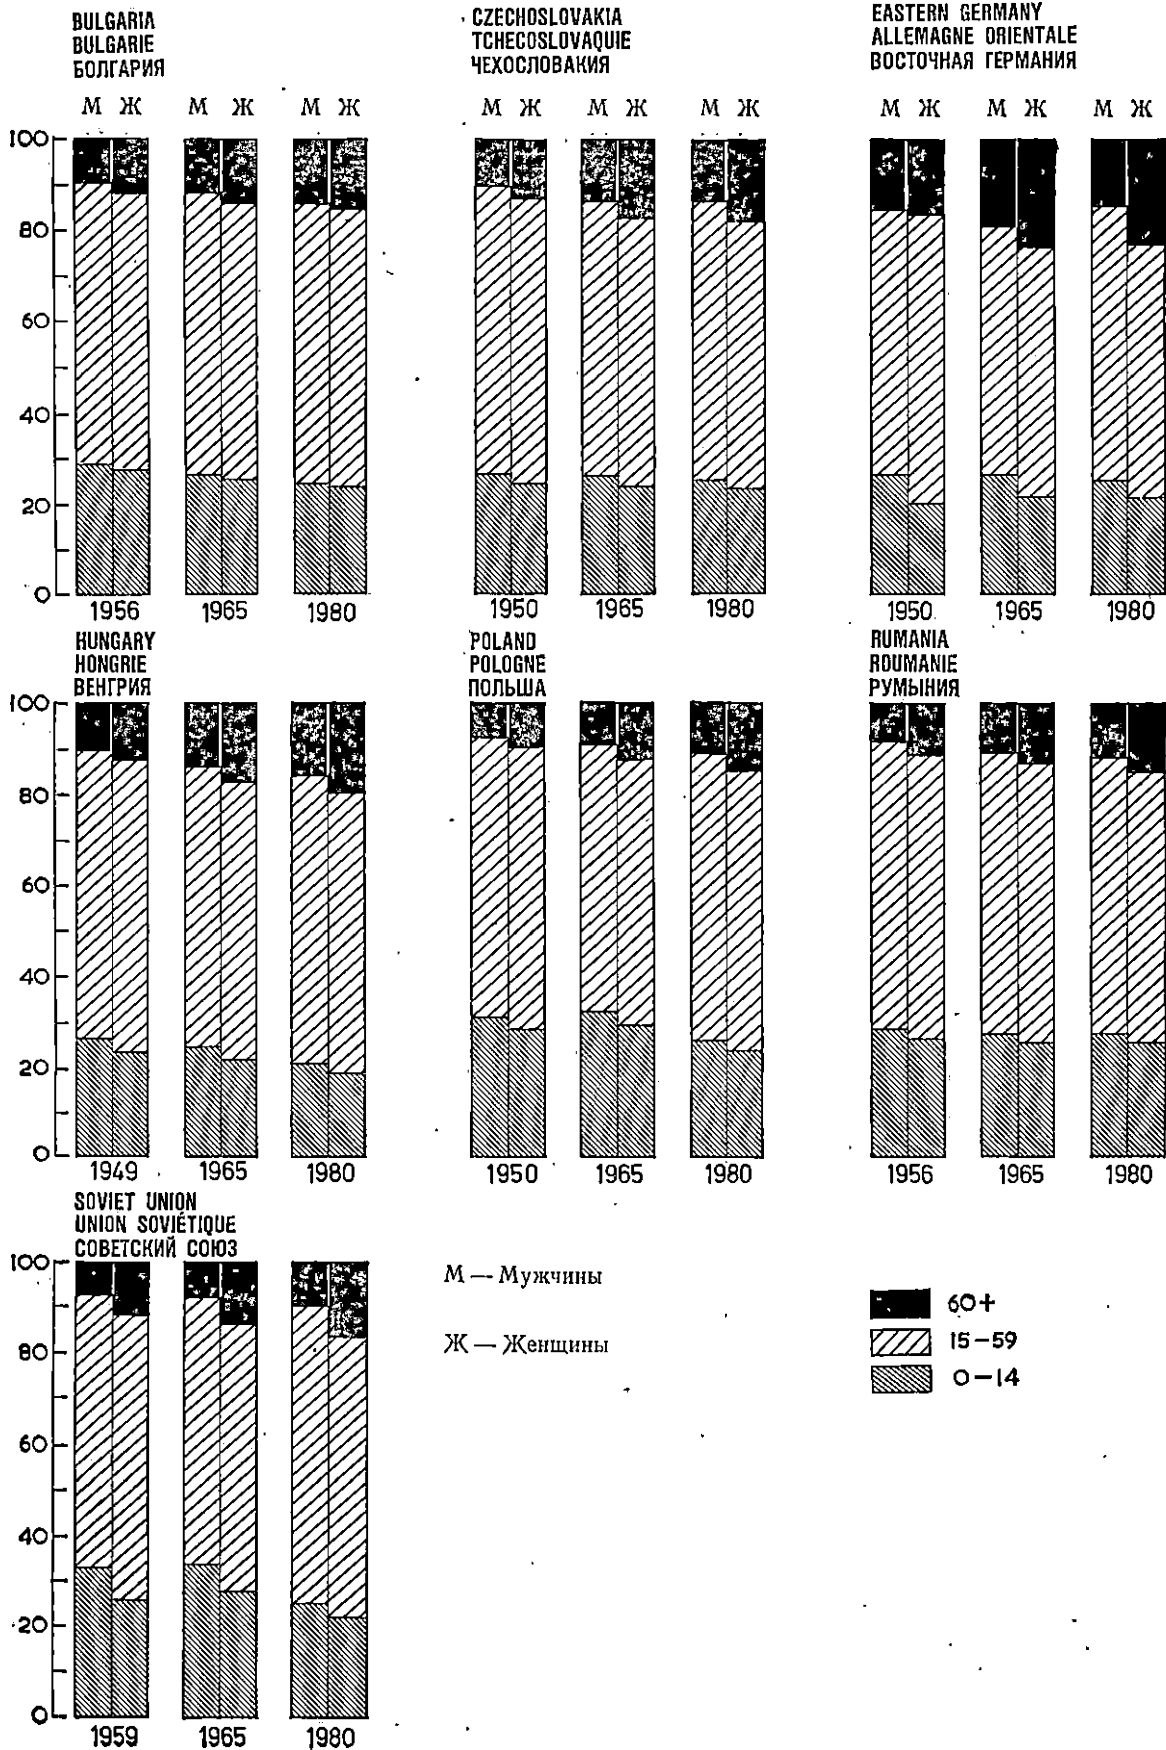 BULGARIA
BULGARIE
БОЛГАРИЯ
CZECHOSLOVAKIA
TCHECOSLOVAQUIE
ЧЕХОСЛОВАКИЯ
EASTERN GERMANY
ALLEMAGNE ORIENTALE
ВОСТОЧНАЯ ГЕРМАНИЯ
М Ж М Ж М Ж М Ж М Ж М Ж М Ж М Ж М Ж
100
80
60
40
20
0
1956 1965 1980 1950 1965 1980 1950 1965 1980
HUNGARY
HONGRIE
ВЕНГРИЯ
POLAND
POLOGNE
ПОЛЬША
RUMANIA
ROUMANIE
РУМЫНИЯ
100
80
60
40
20
0
1949 1965 1980 1950 1965 1980 1956 1965 1980
SOVIET UNION
UNION SOVIÉTIQUE
СОВЕТСКИЙ СОЮЗ
100
80
60
40
20
0
1959 1965 1980
М — Мужчины
Ж — Женщины
60+
15-59
0-14